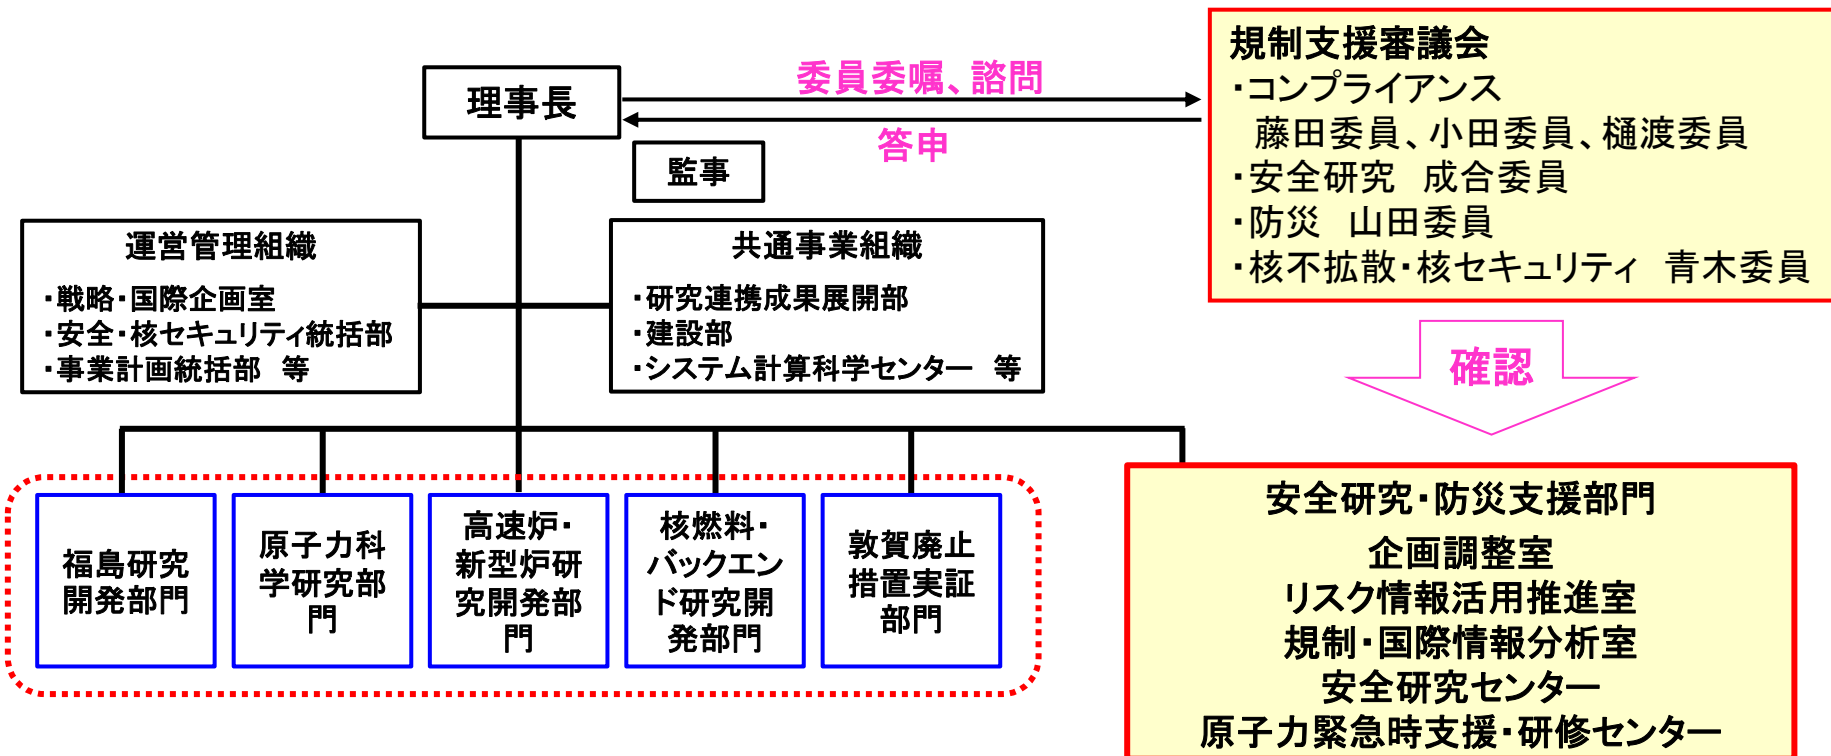 理事長
委員委嘱、諮問
答申
監事
規制支援審議会
・コンプライアンス
藤田委員、小田委員、樋渡委員
・安全研究　成合委員
・防災　山田委員
・核不拡散・核セキュリティ　青木委員
確認
運営管理組織
・戦略・国際企画室
・安全・核セキュリティ統括部
・事業計画統括部　等
共通事業組織
・研究連携成果展開部
・建設部
・システム計算科学センター　等
福島研究
開発部門
原子力科
学研究部
門
高速炉・
新型炉研
究開発部
門
核燃料・
バックエン
ド研究開
発部門
敦賀廃止
措置実証
部門
安全研究・防災支援部門
企画調整室
リスク情報活用推進室
規制・国際情報分析室
安全研究センター
原子力緊急時支援・研修センター